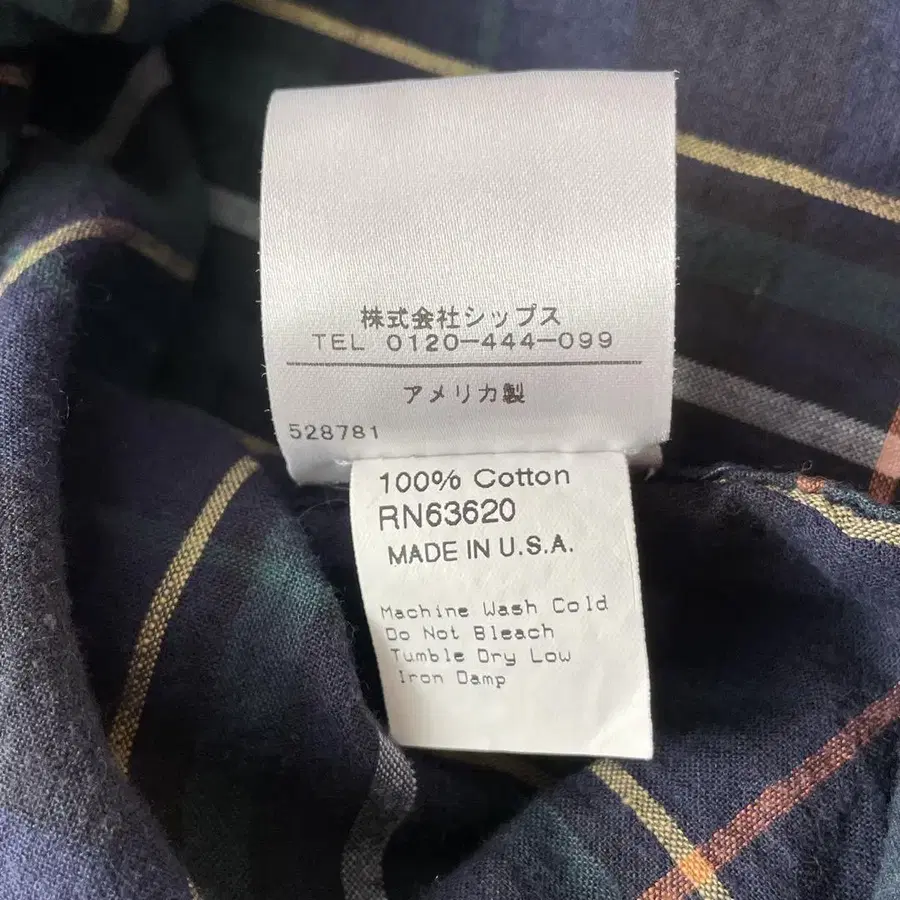 株式会社シップス
TEL 0120-444-099
アメリカ製
528781
100% Cotton
RN63620
MADE IN U.S.A.
Machine Wash Cold
Do Not Bleach
Tumble Dry Low
Iron Damp